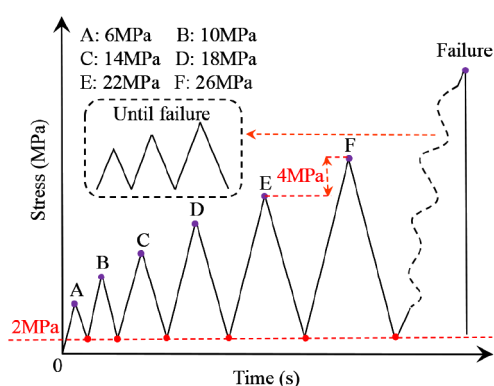 A: 6MPa B: 10MPa
C: 14MPa D: 18MPa
E: 22MPa F: 26MPa
Failure
Until failure
F
4MPa
E
D
C
B
A
Stress (MPa)
2MPa
0
Time (s)